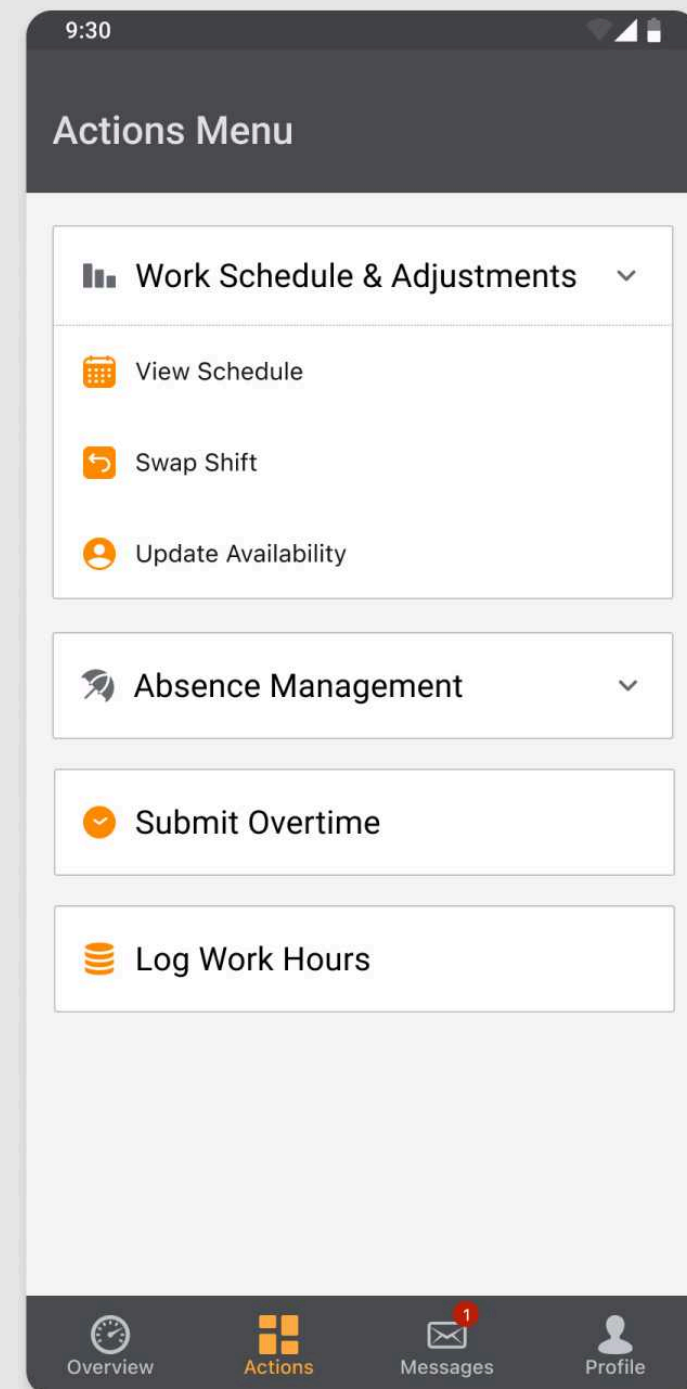 9:30
Actions Menu
Work Schedule & Adjustments
View Schedule
Swap Shift
Update Availability
Absence Management
Submit Overtime
Log Work Hours
1
Overview
Actions
Messages
Profile